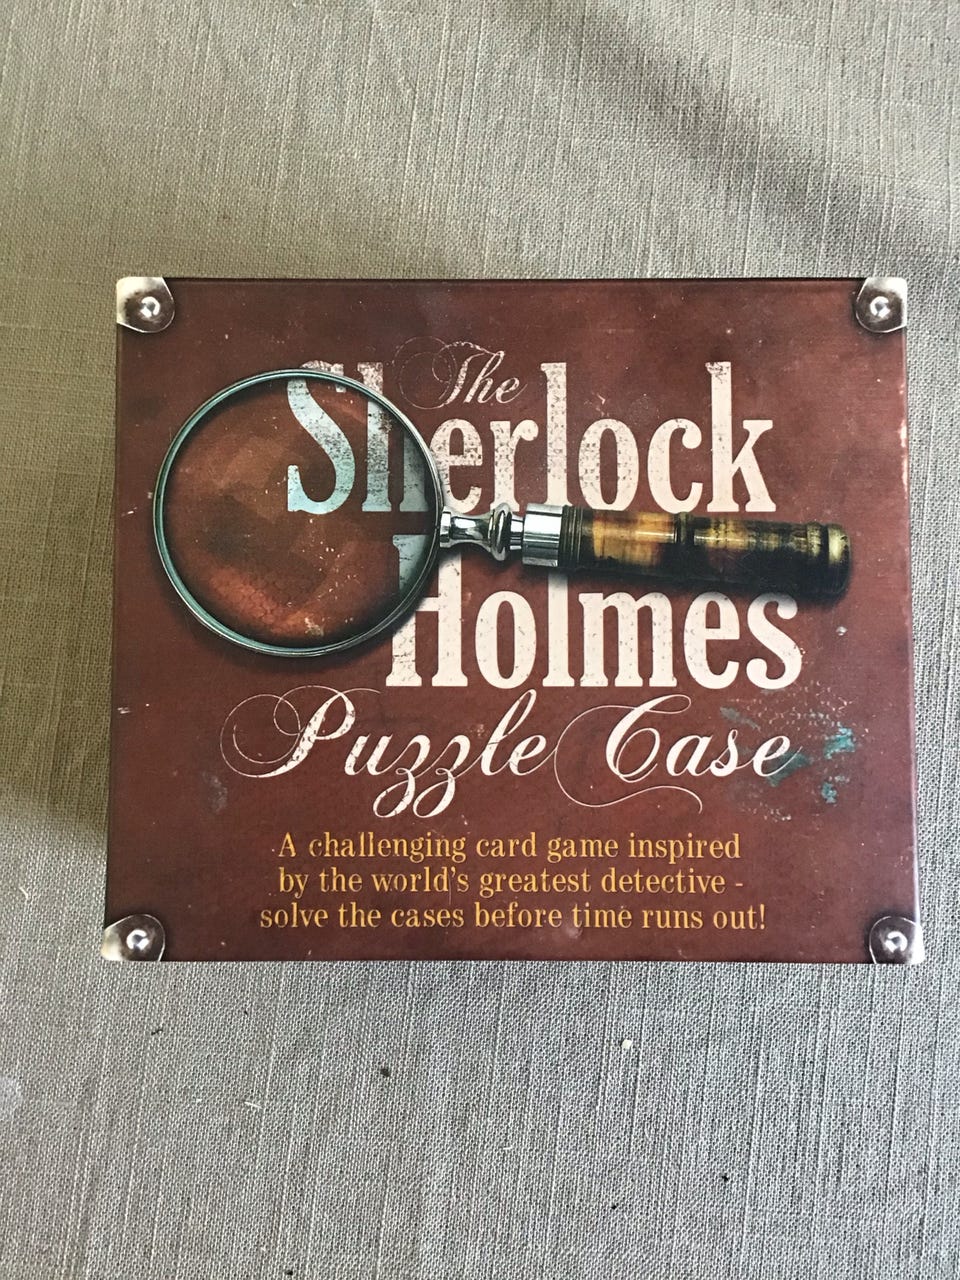 The
Sherlock
Holmes
Puzzle Case
A challenging card game inspired
by the world's greatest detective -
solve the cases before time runs out!